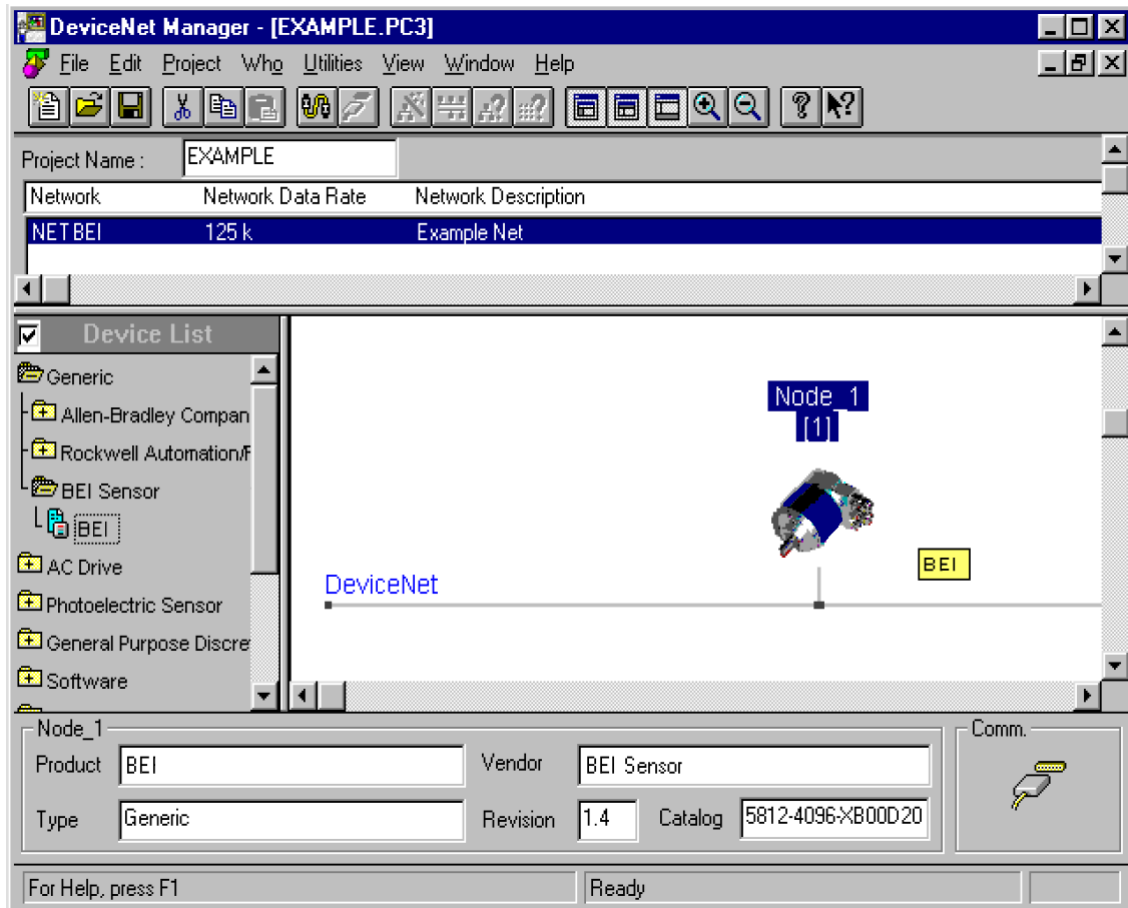 DeviceNet Manager - [EXAMPLE.PC3]
File Edit Project Who Utilities View Window Help
Project Name : EXAMPLE
Network Network Data Rate Network Description
NETBEI 125 k Example Net
Device List
Generic
Allen-Bradley Compan
Rockwell Automation/F
BEI Sensor
BEI
AC Drive
Photoelectric Sensor
General Purpose Discre
Software
Node_1
[1]
BEI
DeviceNet
Node_1
Product BEI Vendor BEI Sensor
Type Generic Revision 1.4 Catalog 5812-4096-XB00D20
Comm.
For Help, press F1 Ready